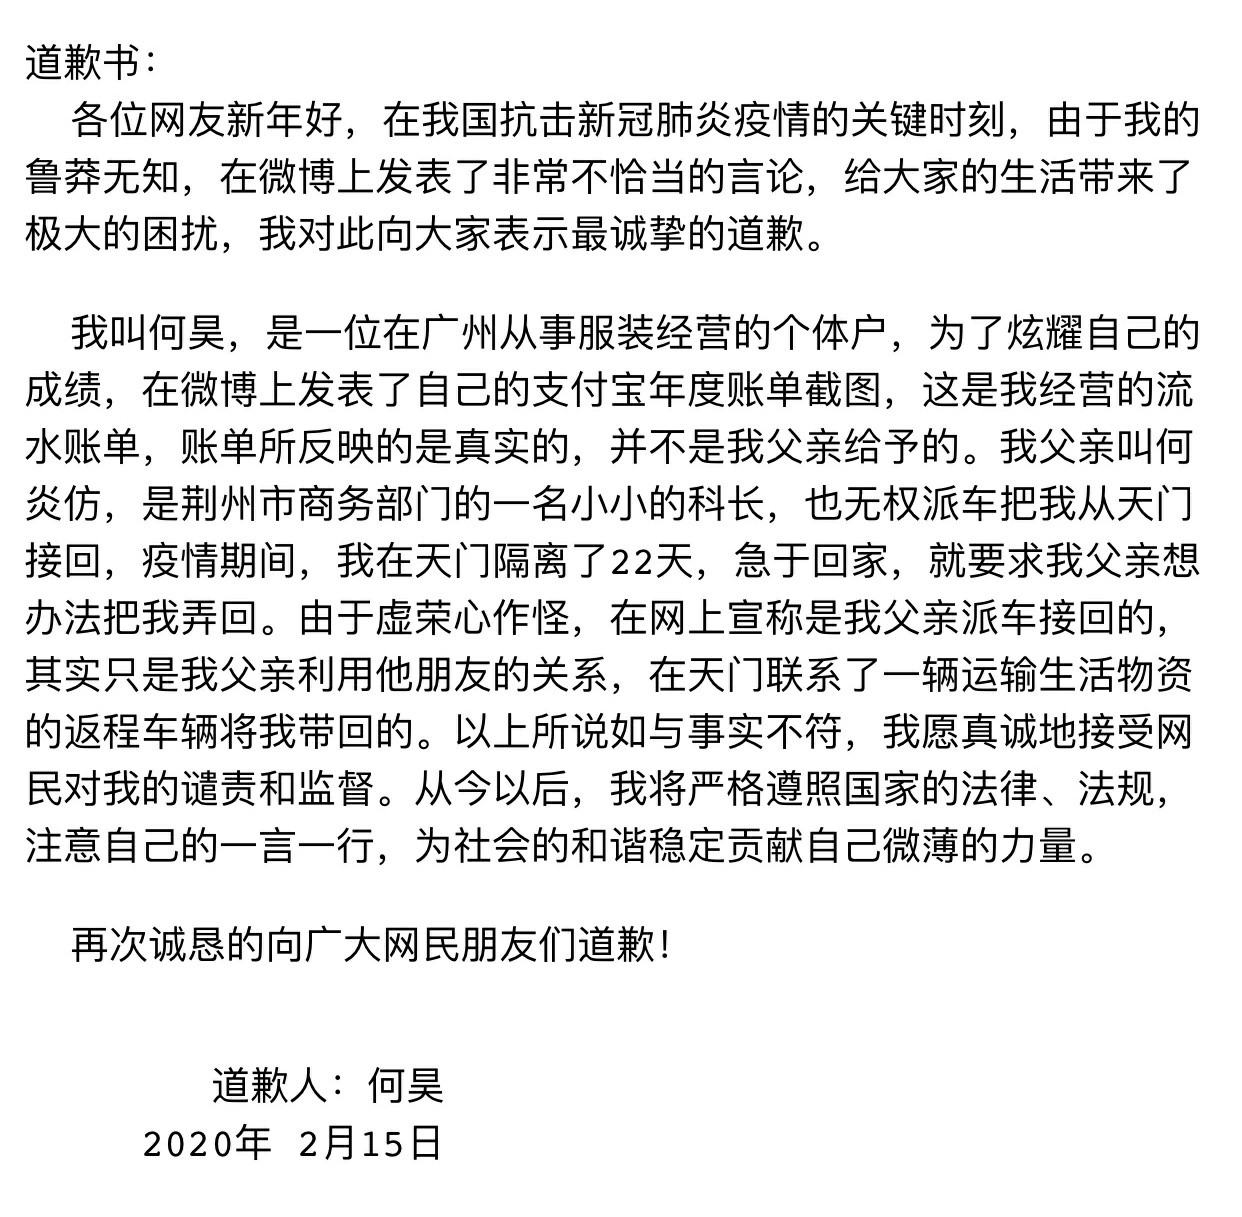 道歉书：
各位网友新年好，在我国抗击新冠肺炎疫情的关键时刻，由于我的
鲁莽无知，在微博上发表了非常不恰当的言论，给大家的生活带来了
极大的困扰，我对此向大家表示最诚挚的道歉。
我叫何昊，是一位在广州从事服装经营的个体户，为了炫耀自己的
成绩，在微博上发表了自己的支付宝年度账单截图，这是我经营的流
水账单，账单所反映的是真实的，并不是我父亲给予的。我父亲叫何
炎仿，是荆州市商务部门的一名小小的科长，也无权派车把我从天门
接回，疫情期间，我在天门隔离了22天，急于回家，就要求我父亲想
办法把我弄回。由于虚荣心作怪，在网上宣称是我父亲派车接回的，
其实只是我父亲利用他朋友的关系，在天门联系了一辆运输生活物资
的返程车辆将我带回的。以上所说如与事实不符，我愿真诚地接受网
民对我的谴责和监督。从今以后，我将严格遵照国家的法律、法规，
注意自己的一言一行，为社会的和谐稳定贡献自己微薄的力量。
再次诚恳的向广大网民朋友们道歉！
道歉人：何昊
2020年 2月15日